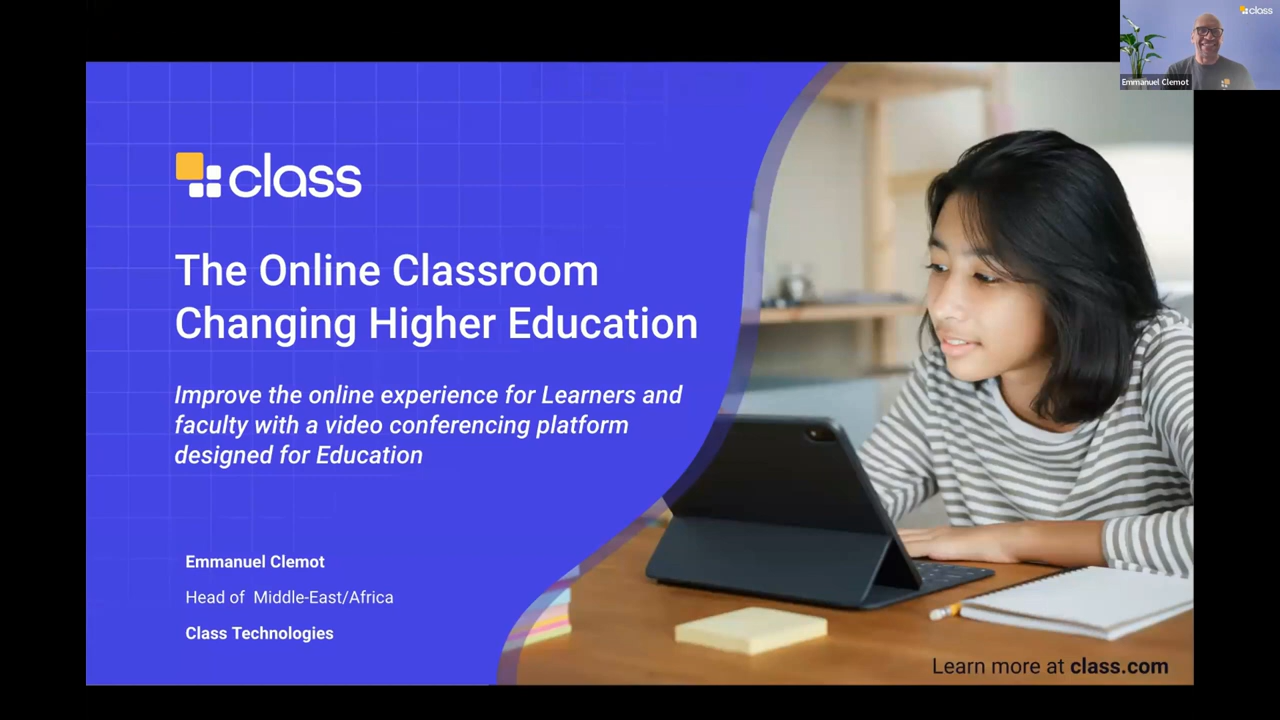 class
Emmanuel Clemot
class
The Online Classroom
Changing Higher Education
Improve the online experience for Learners and
faculty with a video conferencing platform
designed for Education
Emmanuel Clemot
Head of Middle-East/Africa
Class Technologies
Learn more at class.com